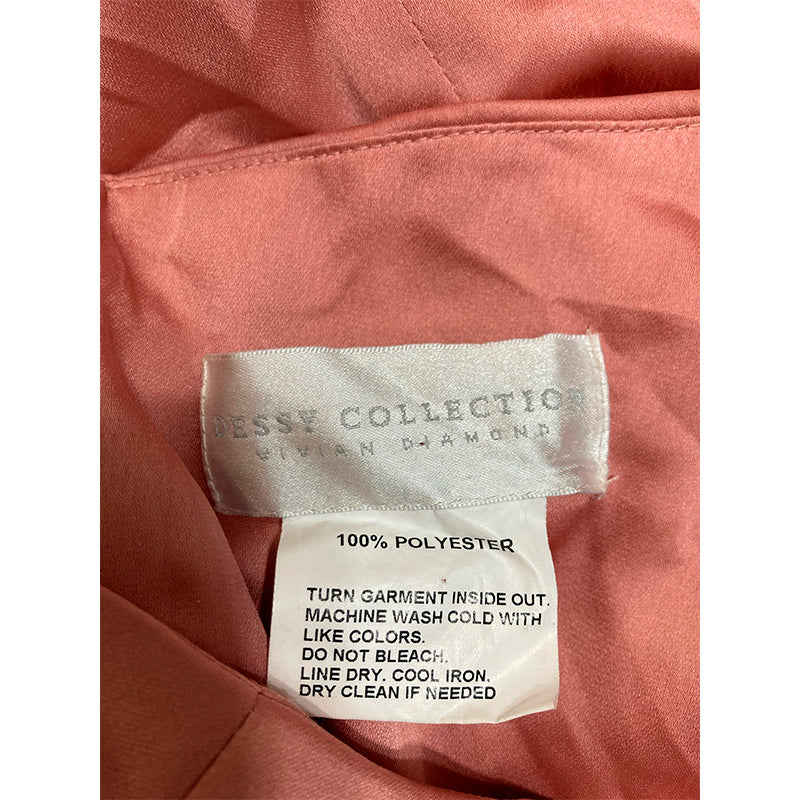 DESSY COLLECTION
VIVIAN DIAMOND
100% POLYESTER
TURN GARMENT INSIDE OUT.
MACHINE WASH COLD WITH
LIKE COLORS.
DO NOT BLEACH.
LINE DRY. COOL IRON.
DRY CLEAN IF NEEDED